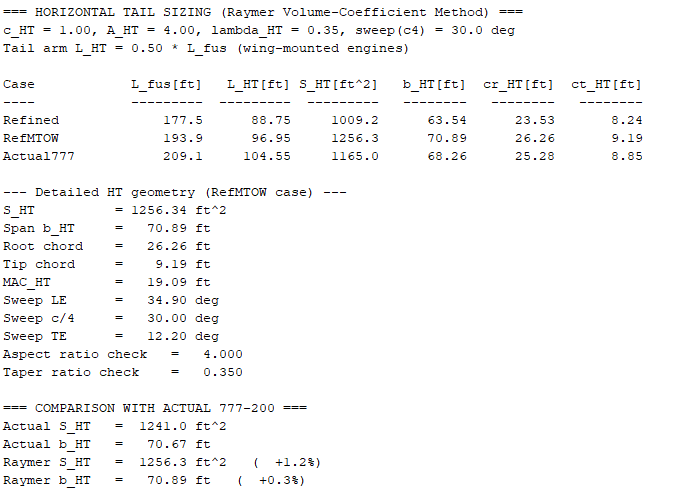 === HORIZONTAL TAIL SIZING (Raymer Volume-Coefficient Method) ===
c_HT = 1.00, A_HT = 4.00, lambda_HT = 0.35, sweep(c4) = 30.0 deg
Tail arm L_HT = 0.50 * L_fus (wing-mounted engines)
Case L_fus[ft] L_HT[ft] S_HT[ft^2] b_HT[ft] cr_HT[ft] ct_HT[ft]
---- --------- --------- --------- -------- -------- --------
Refined 177.5 88.75 1009.2 63.54 23.53 8.24
RefMTOW 193.9 96.95 1256.3 70.89 26.26 9.19
Actual777 209.1 104.55 1165.0 68.26 25.28 8.85
--- Detailed HT geometry (RefMTOW case) ---
S_HT = 1256.34 ft^2
Span b_HT = 70.89 ft
Root chord = 26.26 ft
Tip chord = 9.19 ft
MAC_HT = 19.09 ft
Sweep LE = 34.90 deg
Sweep c/4 = 30.00 deg
Sweep TE = 12.20 deg
Aspect ratio check = 4.000
Taper ratio check = 0.350
=== COMPARISON WITH ACTUAL 777-200 ===
Actual S_HT = 1241.0 ft^2
Actual b_HT = 70.67 ft
Raymer S_HT = 1256.3 ft^2 ( +1.2%)
Raymer b_HT = 70.89 ft ( +0.3%)